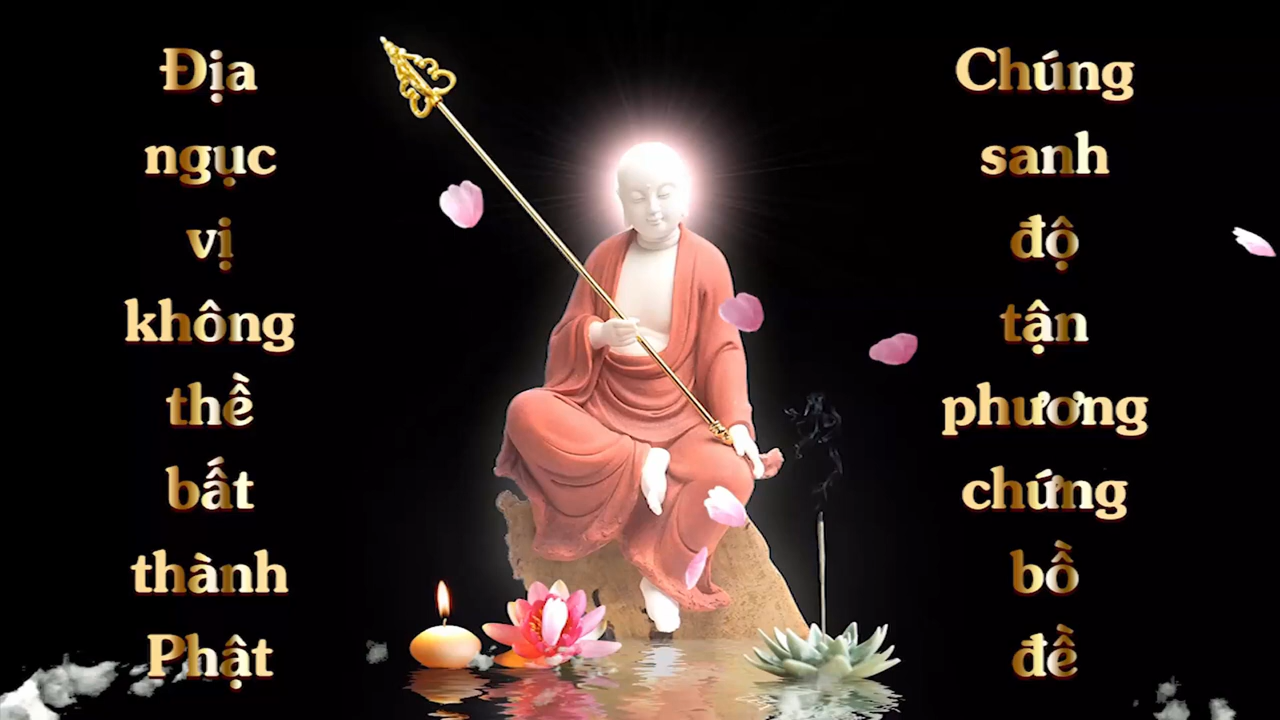 Địa
ngục
vị
không
thề
bất
thành
Phật
Chúng
sanh
độ
tận
phương
chứng
bồ
đề